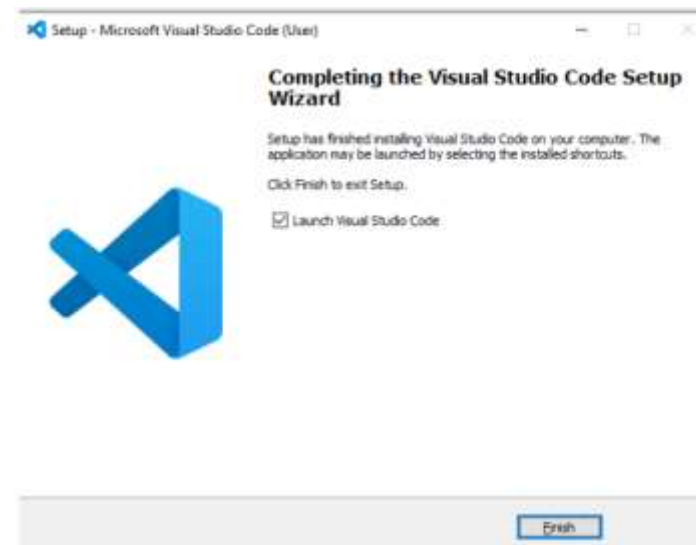 Setup - Microsoft Visual Studio Code (User)
Completing the Visual Studio Code Setup
Wizard
Setup has finished installing Visual Studio Code on your computer. The
application may be launched by selecting the installed shortcuts.
Click Finish to exit Setup.
Launch Visual Studio Code
Finish